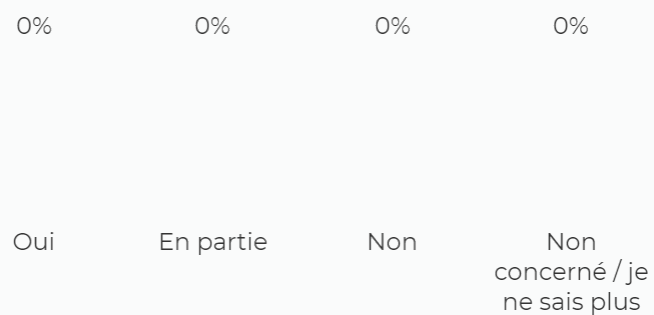 0% 0% 0% 0%
Oui En partie Non Non
concerné / je
ne sais plus